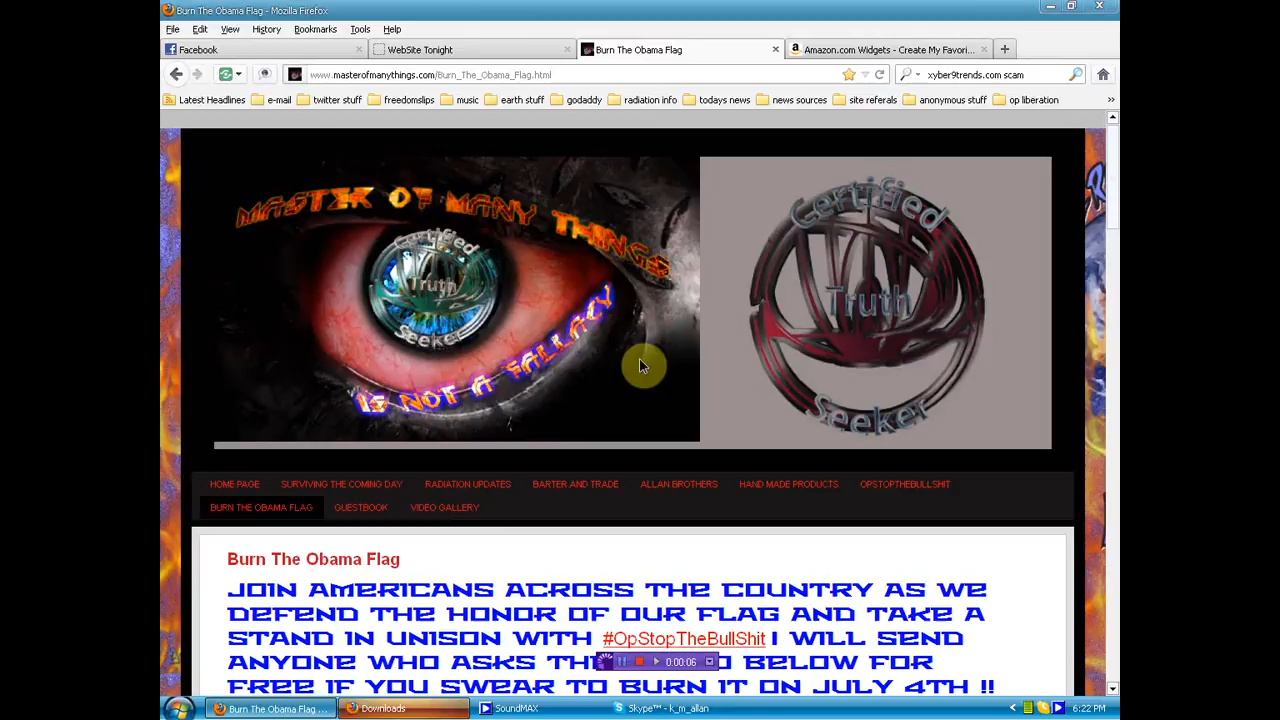 Burn The Obama Flag - Mozilla Firefox
File Edit View History Bookmarks Tools Help
Facebook WebSite Tonight Burn The Obama Flag Amazon.com Widgets - Create My Favori...
www.masterofmanythings.com/Burn_The_Obama_Flag.html xyber9trends.com scam
Latest Headlines e-mail twitter stuff freedomslips music earth stuff godaddy radiation info todays news news sources site referals anonymous stuff op liberation
MASTER OF MANY THINGS
Certified
Truth
Seeker
IS NOT A FALLACY
Certified
Truth
Seeker
HOME PAGE SURVIVING THE COMING DAY RADIATION UPDATES BARTER AND TRADE ALLAN BROTHERS HAND MADE PRODUCTS OPSTOPTHEBULLSHIT
BURN THE OBAMA FLAG GUESTBOOK VIDEO GALLERY
Burn The Obama Flag
JOIN AMERICANS ACROSS THE COUNTRY AS WE
DEFEND THE HONOR OF OUR FLAG AND TAKE A
STAND IN UNISON WITH #OpStopTheBullShit I WILL SEND
ANYONE WHO ASKS BELOW FOR
0:00:06
FREE IF YOU SWEAR TO BURN IT ON JULY 4TH !!
Burn The Obama Flag ... Downloads SoundMAX Skype™ - k_m_allan 6:22 PM